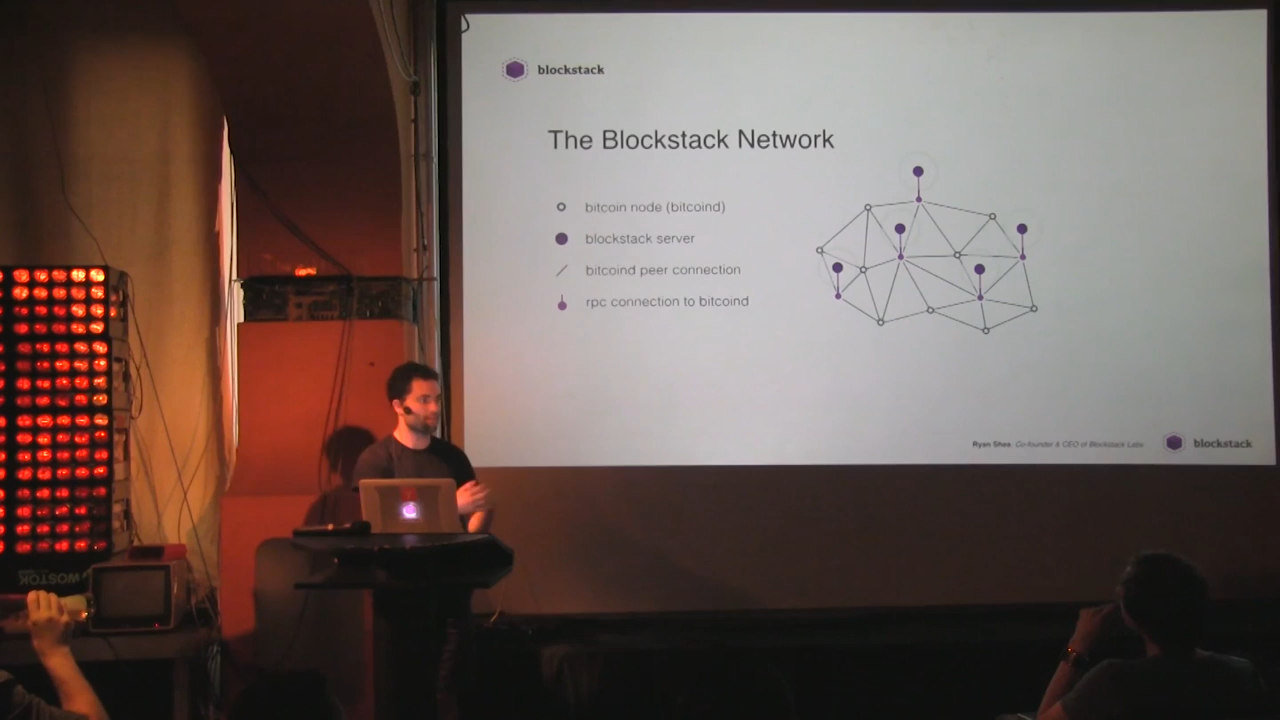 blockstack
The Blockstack Network
bitcoin node (bitcoind)
blockstack server
bitcoind peer connection
rpc connection to bitcoind
Ryan Shea, Co-founder & CEO of Blockstack Labs
blockstack
WOSTOK